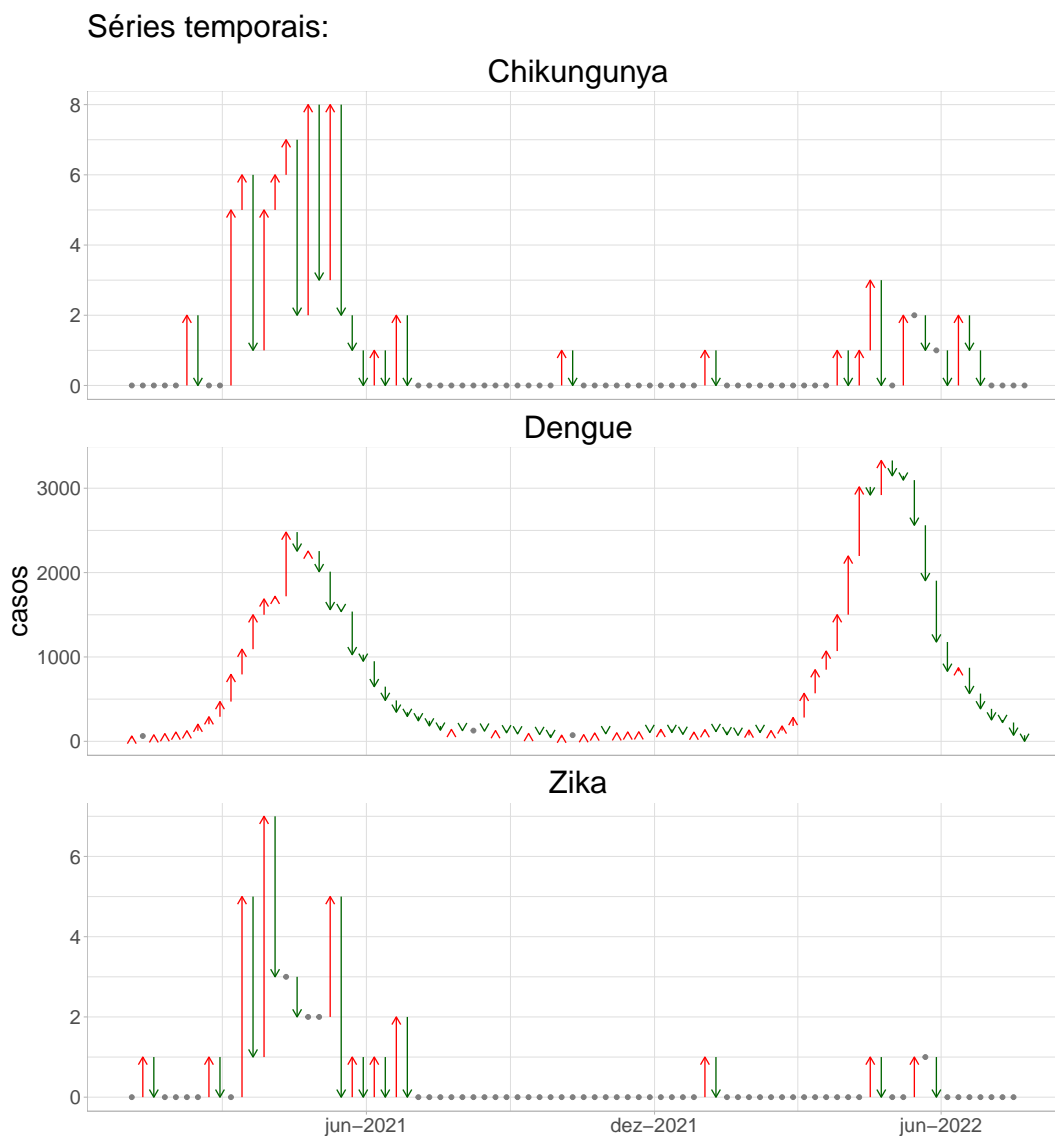 Séries temporais:
Chikungunya
8
6
4
2
0
Dengue
3000
2000
1000
0
casos
Zika
6
4
2
0
jun−2021 dez−2021 jun−2022